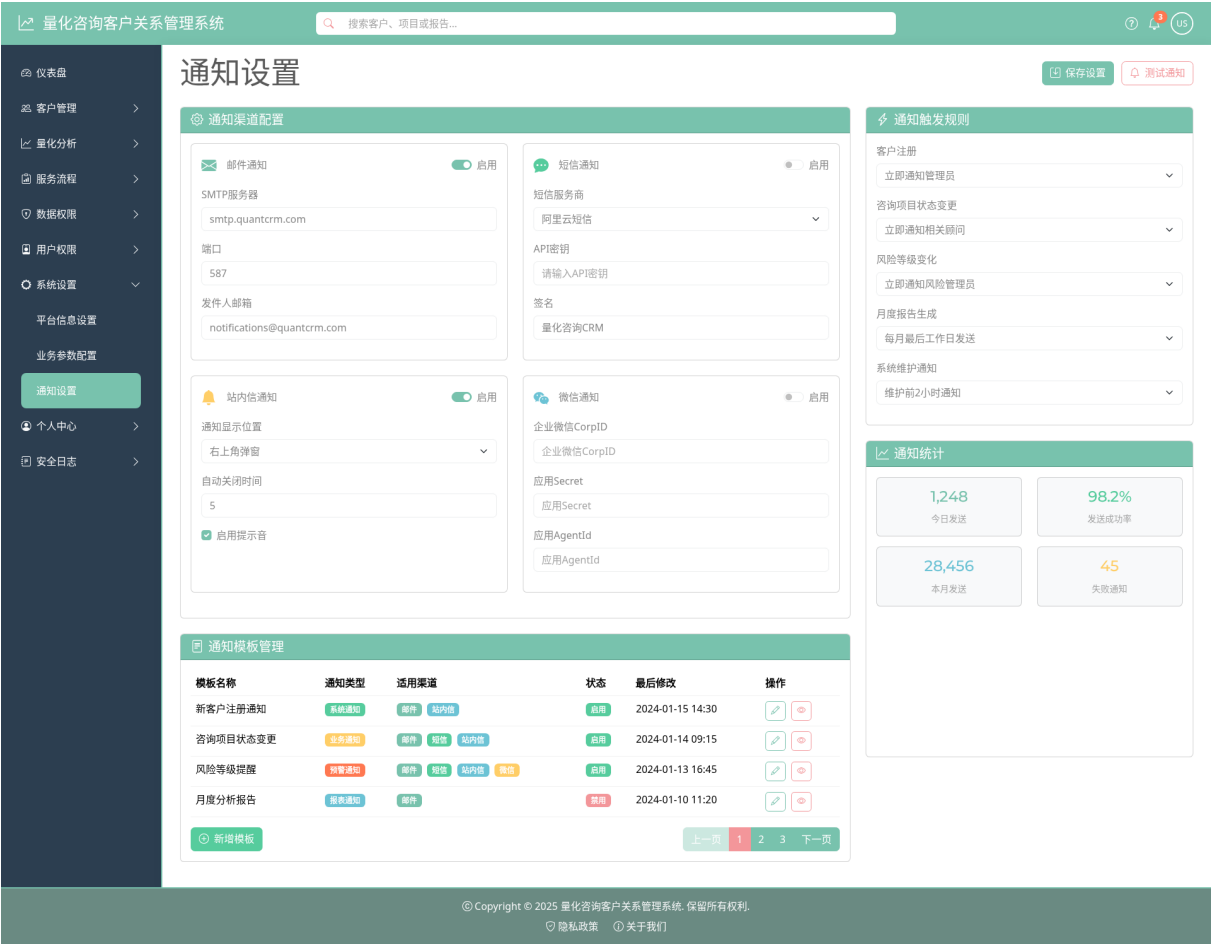 量化咨询客户关系管理系统
搜索客户、项目或报告...
3
US
仪表盘
客户管理
量化分析
服务流程
数据权限
用户权限
系统设置
平台信息设置
业务参数配置
通知设置
个人中心
安全日志
通知设置
保存设置
测试通知
通知渠道配置
邮件通知
启用
SMTP服务器
smtp.quantcrm.com
端口
587
发件人邮箱
notifications@quantcrm.com
短信通知
启用
短信服务商
阿里云短信
API密钥
请输入API密钥
签名
量化咨询CRM
站内信通知
启用
通知显示位置
右上角弹窗
自动关闭时间
5
启用提示音
微信通知
启用
企业微信CorpID
企业微信CorpID
应用Secret
应用Secret
应用AgentId
应用AgentId
通知模板管理
模板名称 通知类型 适用渠道 状态 最后修改 操作
新客户注册通知 系统通知 邮件 站内信 启用 2024-01-15 14:30
咨询项目状态变更 业务通知 邮件 短信 站内信 启用 2024-01-14 09:15
风险等级提醒 预警通知 邮件 短信 站内信 微信 启用 2024-01-13 16:45
月度分析报告 报表通知 邮件 禁用 2024-01-10 11:20
新增模板
上一页 1 2 3 下一页
通知触发规则
客户注册
立即通知管理员
咨询项目状态变更
立即通知相关顾问
风险等级变化
立即通知风险管理员
月度报告生成
每月最后工作日发送
系统维护通知
维护前2小时通知
通知统计
1,248
今日发送
98.2%
发送成功率
28,456
本月发送
45
失败通知
Copyright © 2025 量化咨询客户关系管理系统. 保留所有权利.
隐私政策 关于我们